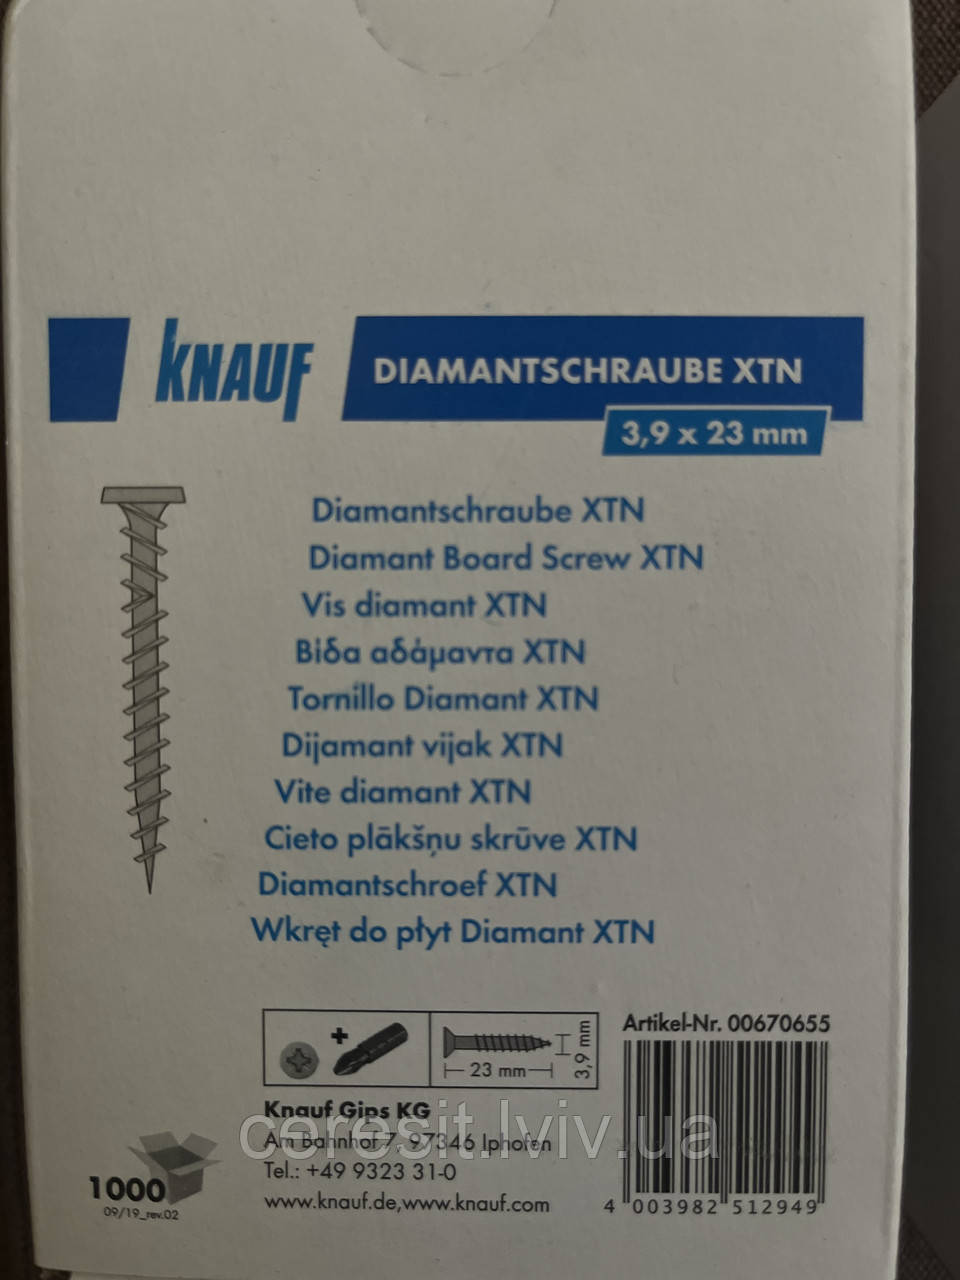 KNAUF
DIAMANTSCHRAUBE XTN
3,9 x 23 mm
Diamantschraube XTN
Diamant Board Screw XTN
Vis diamant XTN
Βίδα αδάμαντα XTN
Tornillo Diamant XTN
Dijamant vijak XTN
Vite diamant XTN
Cieto plākšņu skrūve XTN
Diamantschroef XTN
Wkręt do płyt Diamant XTN
+
23 mm
3,9 mm
Artikel-Nr. 00670655
Knauf Gips KG
Am Bahnhof 7, 97346 Iphofen
Tel.: +49 9323 31-0
www.knauf.de,www.knauf.com
1000
09/19_rev.02
4 003982 512949
ceresit.lviv.ua